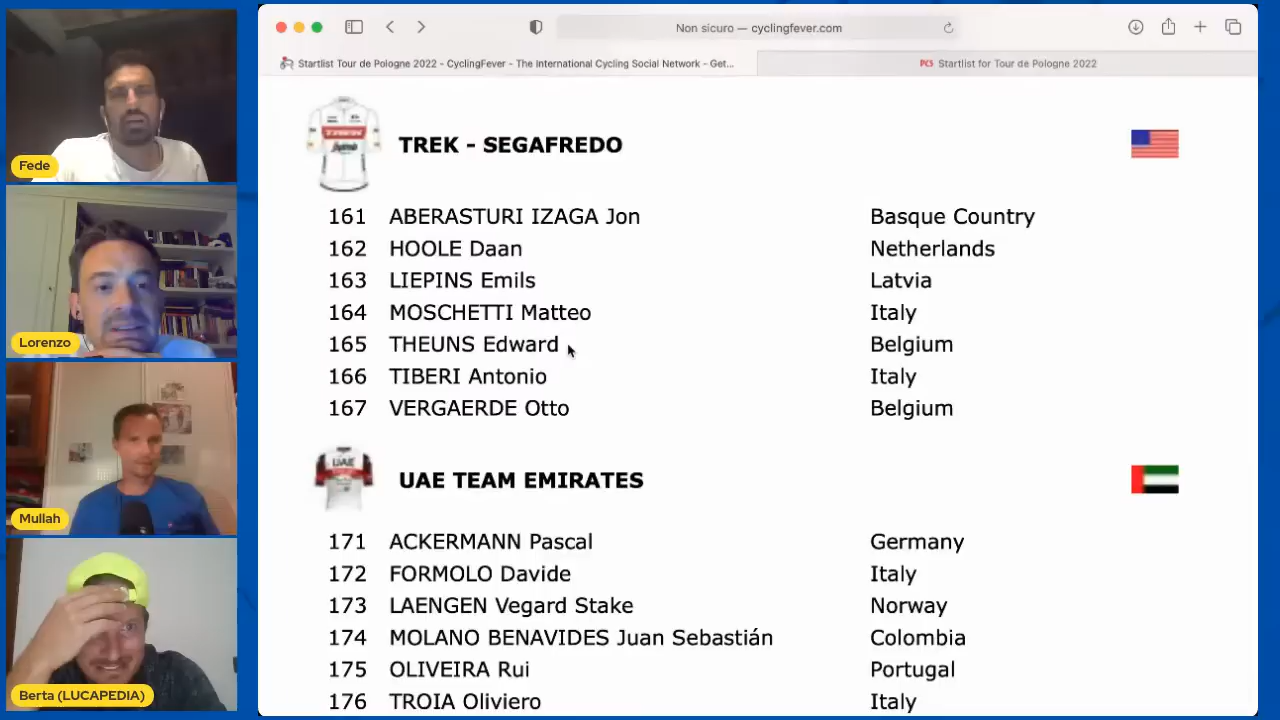 Non sicuro — cyclingfever.com
Startlist Tour de Pologne 2022 - CyclingFever - The International Cycling Social Network - Get...
PCS Startlist for Tour de Pologne 2022
TREK - SEGAFREDO
161 ABERASTURI IZAGA Jon Basque Country
162 HOOLE Daan Netherlands
163 LIEPINS Emils Latvia
164 MOSCHETTI Matteo Italy
165 THEUNS Edward Belgium
166 TIBERI Antonio Italy
167 VERGAERDE Otto Belgium
UAE
UAE TEAM EMIRATES
171 ACKERMANN Pascal Germany
172 FORMOLO Davide Italy
173 LAENGEN Vegard Stake Norway
174 MOLANO BENAVIDES Juan Sebastián Colombia
175 OLIVEIRA Rui Portugal
176 TROIA Oliviero Italy
Fede
Lorenzo
Mullah
Berta (LUCAPEDIA)